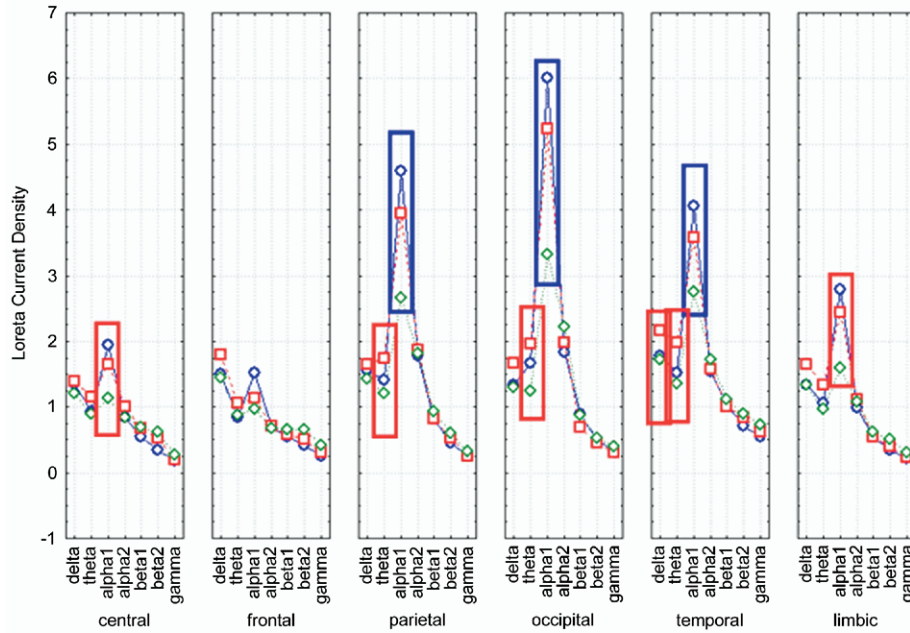 7
6
5
4
3
2
1
0
-1
Loreta Current Density
delta theta alpha1 alpha2 beta1 beta2 gamma
central
delta theta alpha1 alpha2 beta1 beta2 gamma
frontal
delta theta alpha1 alpha2 beta1 beta2 gamma
parietal
delta theta alpha1 alpha2 beta1 beta2 gamma
occipital
delta theta alpha1 alpha2 beta1 beta2 gamma
temporal
delta theta alpha1 alpha2 beta1 beta2 gamma
limbic